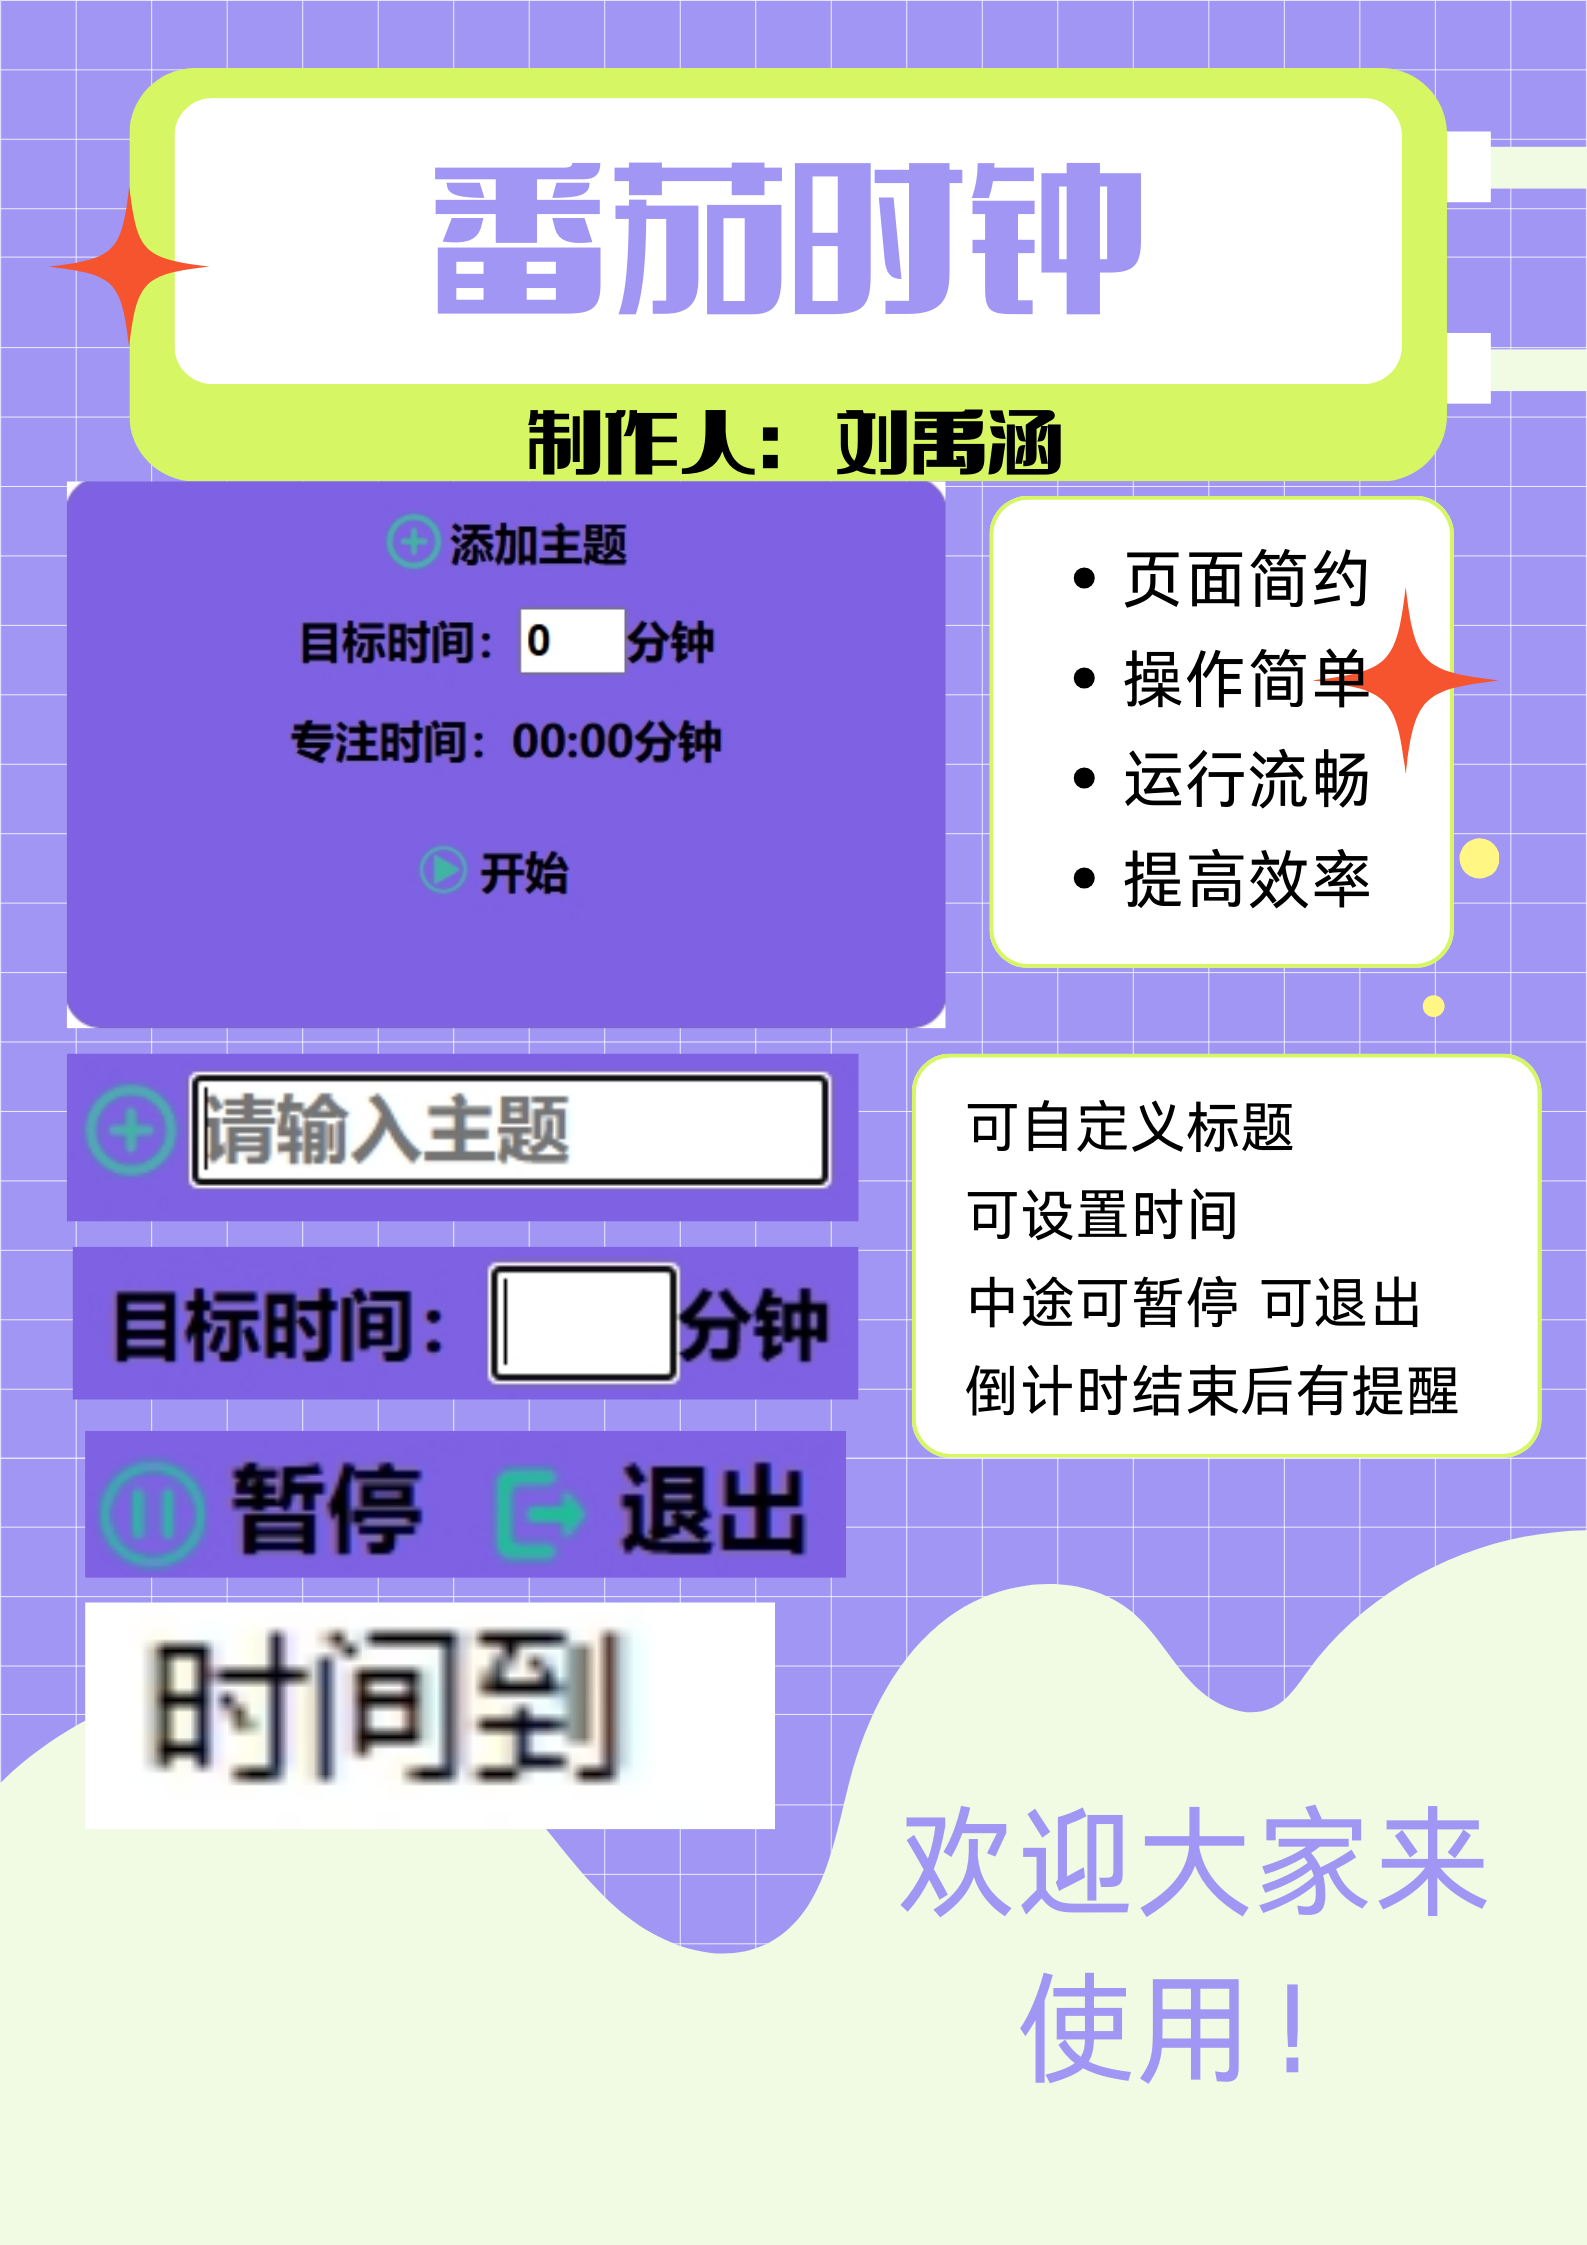 番茄时钟
制作人：刘禹涵
添加主题
目标时间：0分钟
专注时间：00:00分钟
开始
• 页面简约
• 操作简单
• 运行流畅
• 提高效率
请输入主题
目标时间： 分钟
暂停 退出
时间到
可自定义标题
可设置时间
中途可暂停 可退出
倒计时结束后有提醒
欢迎大家来
使用！